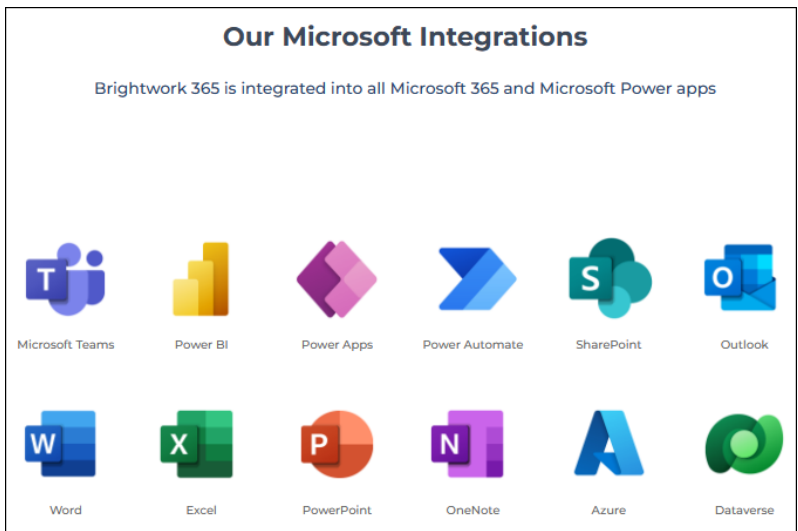 Our Microsoft Integrations
Brightwork 365 is integrated into all Microsoft 365 and Microsoft Power apps
T S O
Microsoft Teams Power BI Power Apps Power Automate SharePoint Outlook
W X P N
Word Excel PowerPoint OneNote Azure Dataverse